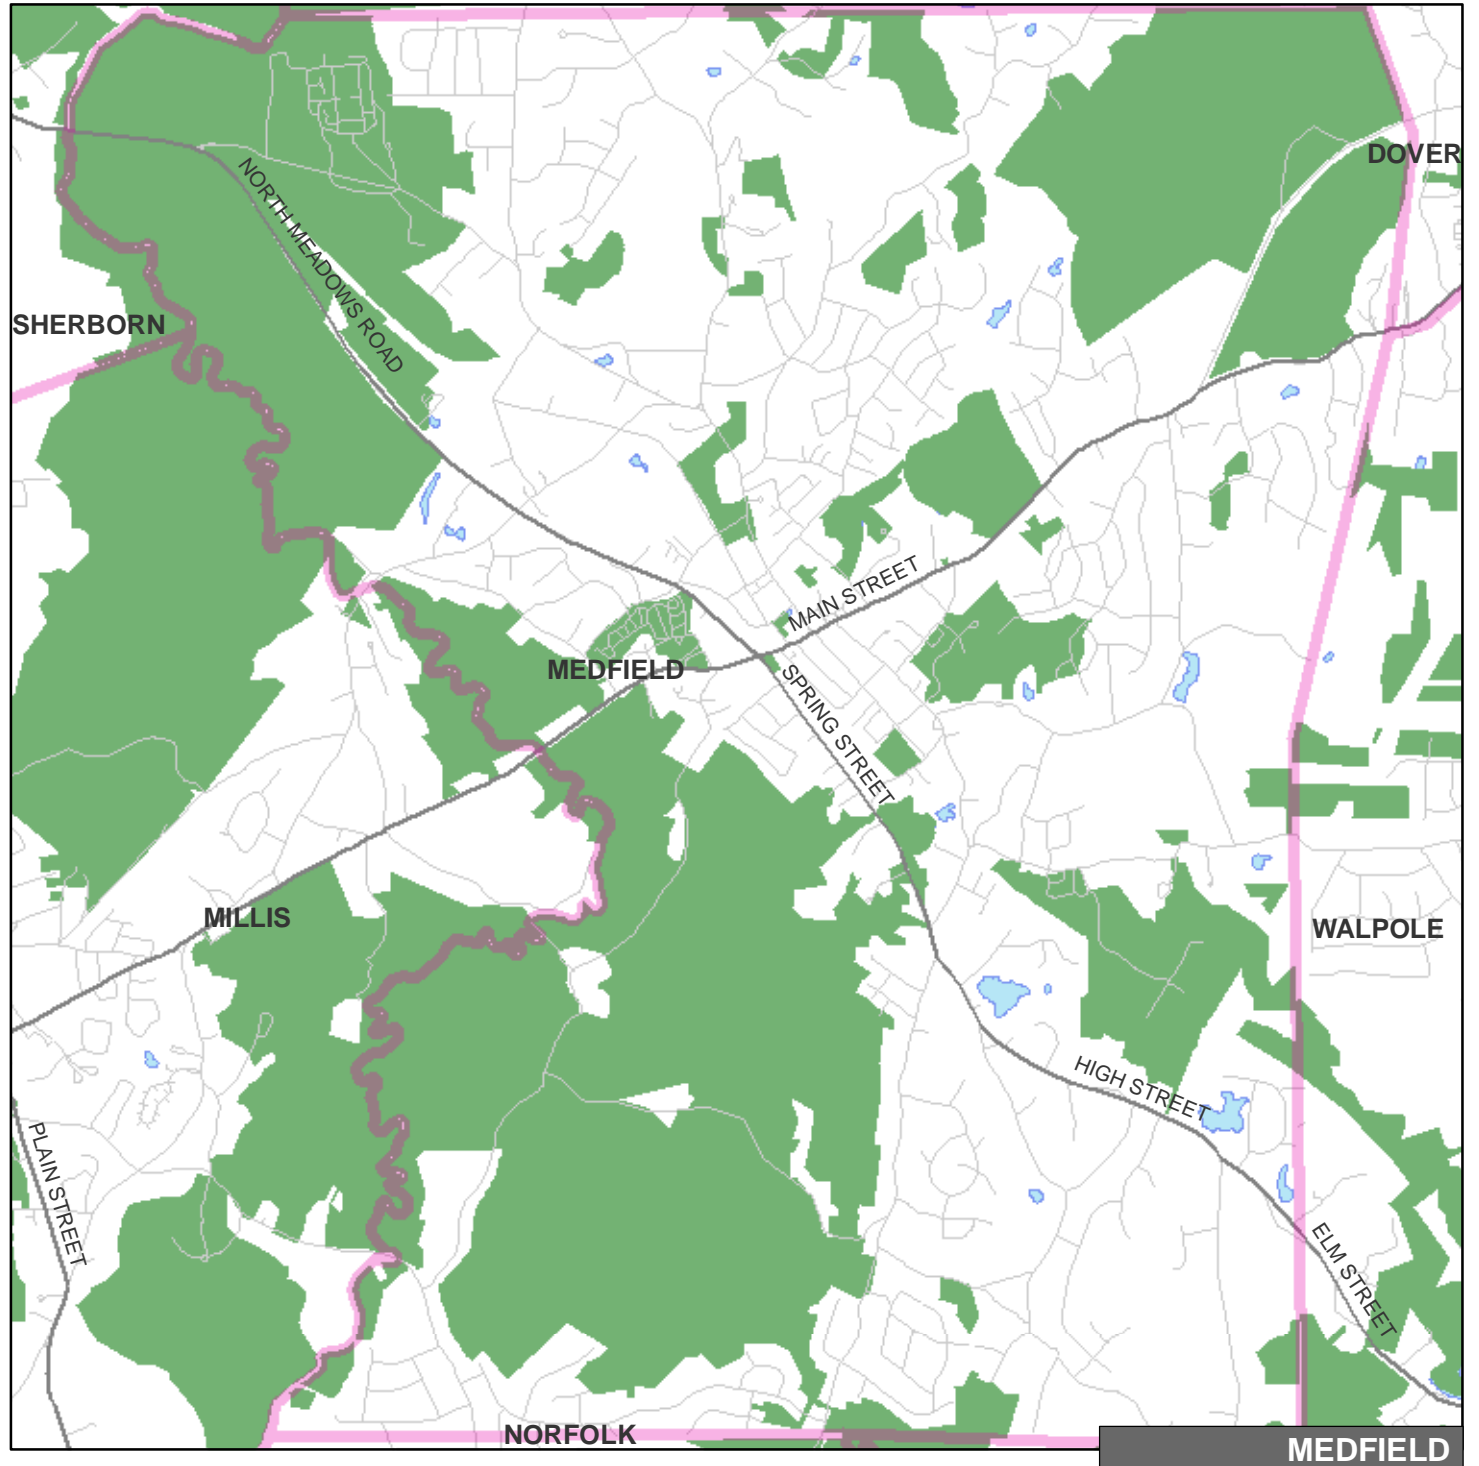 DOVER
NORTH MEADOWS ROAD
SHERBORN
MAIN STREET
MEDFIELD
SPRING STREET
MILLIS
WALPOLE
HIGH STREET
PLAIN STREET
ELM STREET
NORFOLK
MEDFIELD